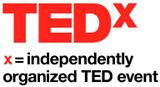 TEDx
x = independently
organized TED event